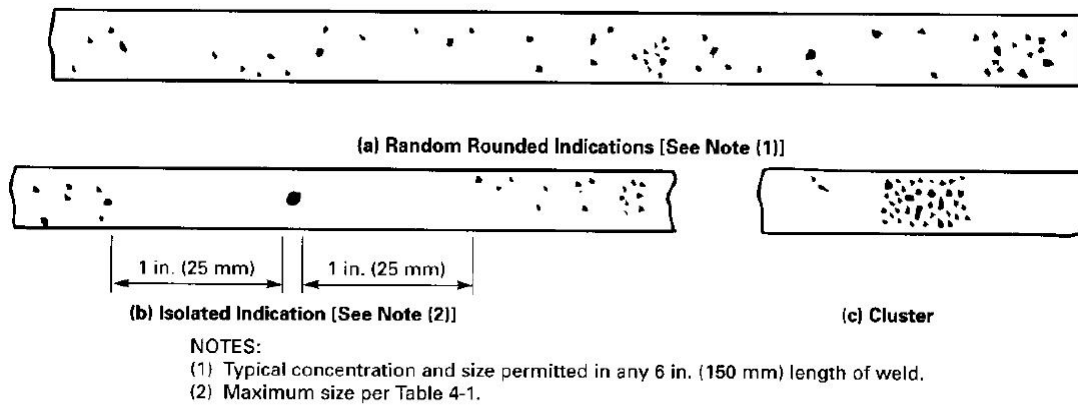 (a) Random Rounded Indications [See Note (1)]
1 in. (25 mm) 1 in. (25 mm)
(b) Isolated Indication [See Note (2)]
(c) Cluster
NOTES:
(1) Typical concentration and size permitted in any 6 in. (150 mm) length of weld.
(2) Maximum size per Table 4-1.